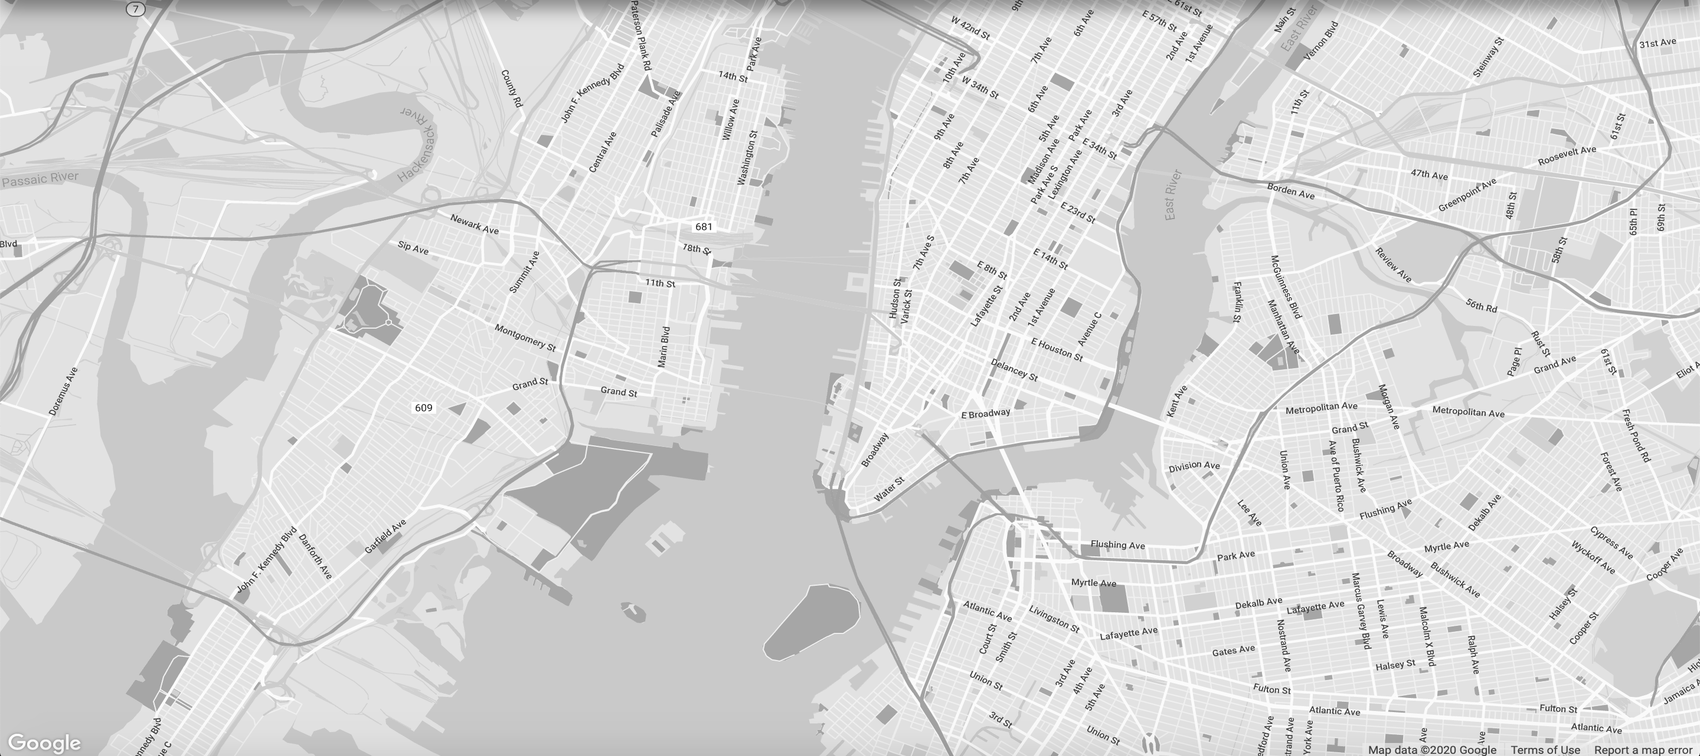 7
Paterson Plank Rd
Park Ave
W 42nd St
9th
7th Ave
6th Ave
E 61st St
E 57th St
2nd Ave
1st Avenue
East River
Main St
Vernon Blvd
Steinway St
31st Ave
County Rd
John F. Kennedy Blvd
14th St
Palisade Ave
Willow Ave
Washington St
Central Ave
10th Ave
W 34th St
6th Ave
5th Ave
Park Ave
3rd Ave
11th St
61st St
Hackensack River
Passaic River
9th Ave
8th Ave
7th Ave
Madison Ave
Park Ave S
Lexington Ave
E 34th St
East River
Borden Ave
Roosevelt Ave
47th Ave
Greenpoint Ave
48th St
65th Pl
69th St
Blvd
Newark Ave
Sip Ave
Summit Ave
681
18th St
11th St
7th Ave S
E 23rd St
E 14th St
E 8th St
58th St
Review Ave
McGuinness Blvd
Franklin St
Manhattan Ave
56th Rd
Hudson St
Varick St
Lafayette St
2nd Ave
1st Avenue
Avenue C
E Houston St
Delancey St
Montgomery St
Marin Blvd
Grand St
Grand St
Doremus Ave
609
Page Pl
Rust St
Grand Ave
61st St
Eliot A
E Broadway
Kent Ave
Metropolitan Ave
Morgan Ave
Metropolitan Ave
Grand St
Fresh Pond Rd
Broadway
Water St
Division Ave
Union Ave
Ave of Puerto Rico
Bushwick Ave
Forest Ave
Lee Ave
Flushing Ave
Dekalb Ave
John F. Kennedy Blvd
Danforth Ave
Garfield Ave
Flushing Ave
Park Ave
Myrtle Ave
Cypress Ave
Wyckoff Ave
Cooper Ave
Broadway
Bushwick Ave
Myrtle Ave
Dekalb Ave
Lafayette Ave
Marcus Garvey Blvd
Lewis Ave
Malcolm X Blvd
Halsey St
Cooper St
Atlantic Ave
Livingston St
Court St
Smith St
Lafayette Ave
Gates Ave
Nostrand Ave
Halsey St
Ralph Ave
Union St
3rd Ave
4th Ave
5th Ave
3rd St
Union St
Fulton St
Atlantic Ave
Fulton St
Atlantic Ave
Jamaica A
nnedy Blvd
ue C
edford Ave
trand Ave
York Ave
Google
Map data ©2020 Google
Terms of Use
Report a map error